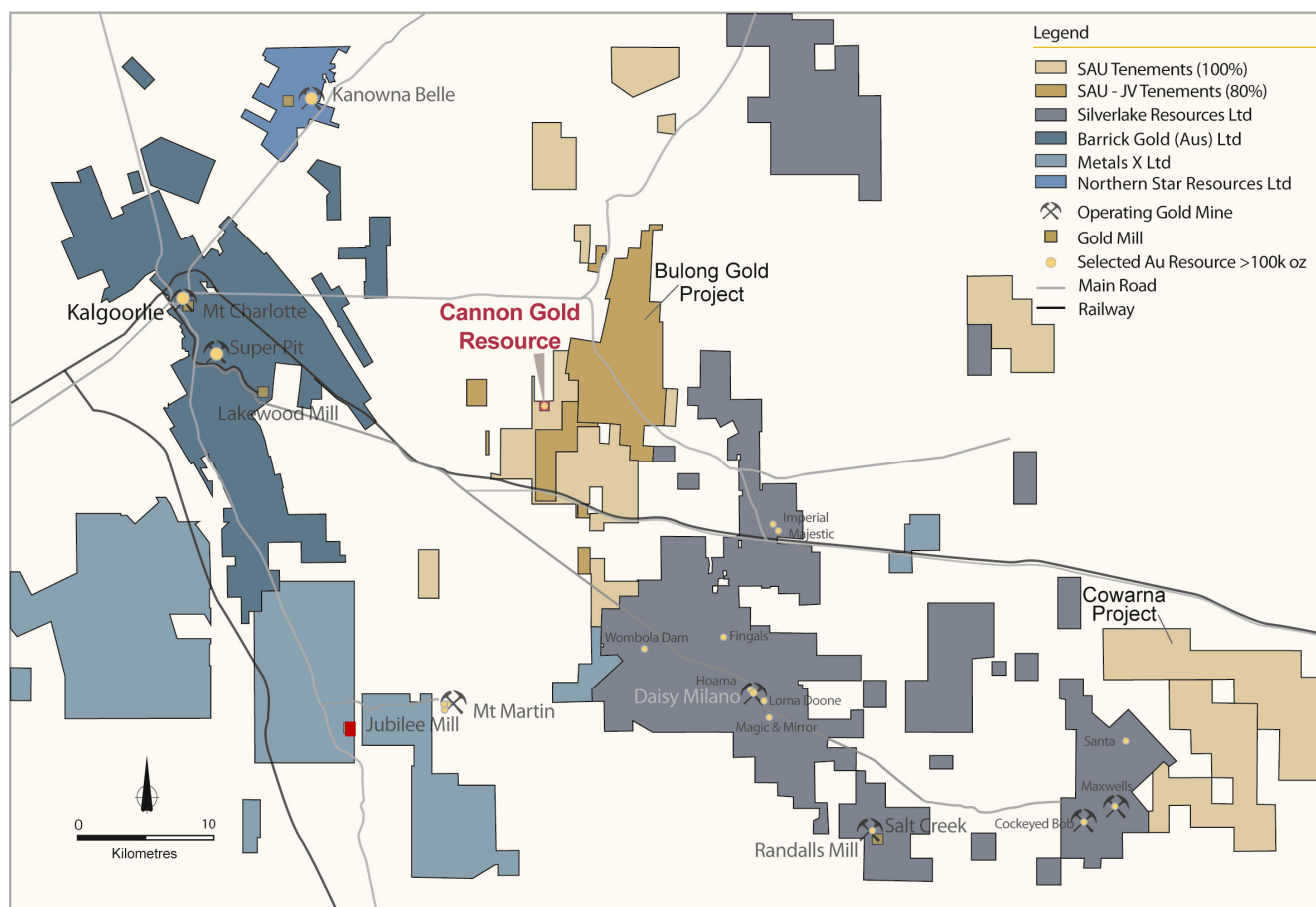 Legend
SAU Tenements (100%)
SAU - JV Tenements (80%)
Silverlake Resources Ltd
Barrick Gold (Aus) Ltd
Metals X Ltd
Northern Star Resources Ltd
Operating Gold Mine
Gold Mill
Selected Au Resource >100k oz
Main Road
Railway
Kanowna Belle
Bulong Gold
Project
Kalgoorlie
Mt Charlotte
Cannon Gold
Resource
Super Pit
Lakewood Mill
Imperial
Majestic
Cowarna
Project
Wombola Dam
Fingals
Hoama
Daisy Milano
Lorna Doone
Magic & Mirror
Mt Martin
Jubilee Mill
Santa
Maxwells
Cockeyed Bob
Salt Creek
Randalls Mill
0 10
Kilometres